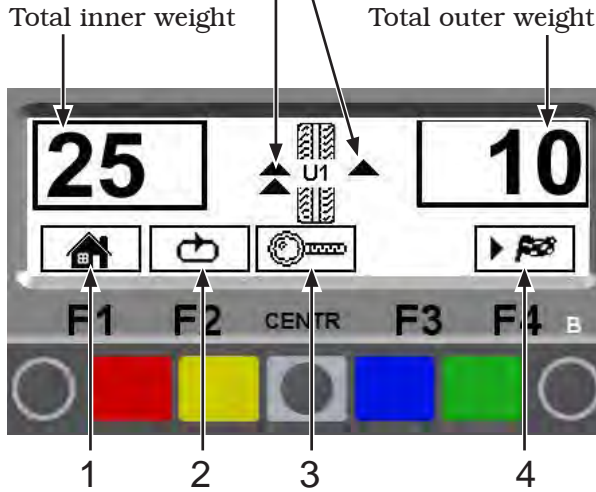 Total inner weight Total outer weight
25 U1 10
F1 F2 CENTR F3 F4 B
1 2 3 4